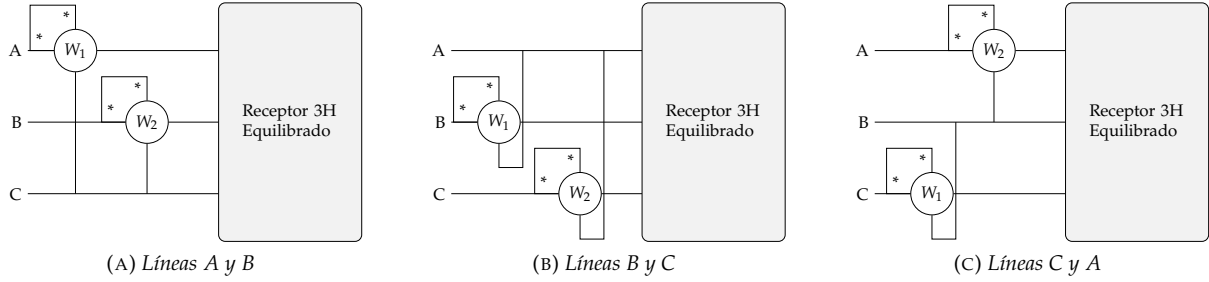 *
*
A
W1
*
*
B
W2
C
Receptor 3H
Equilibrado
(A) Líneas A y B
A
*
*
B
W1
*
*
C
W2
Receptor 3H
Equilibrado
(B) Líneas B y C
*
*
A
W2
B
*
*
C
W1
Receptor 3H
Equilibrado
(C) Líneas C y A